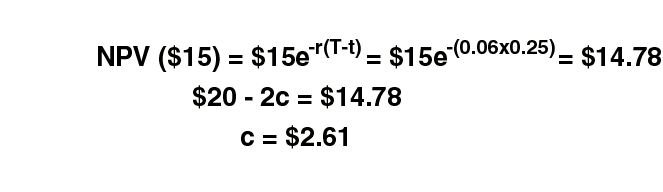 NPV ($15) = $15e-r(T-t) = $15e-(0.06x0.25) = $14.78
$20 - 2c = $14.78
c = $2.61